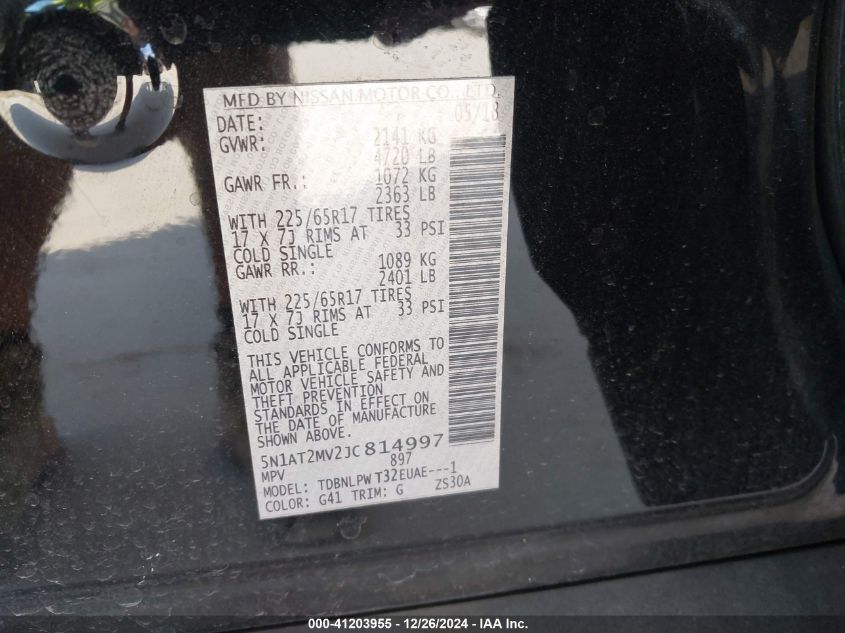 MFD BY NISSAN MOTOR CO., LTD.
DATE: 05/18
GVWR: 2141 KG
4720 LB
GAWR FR.: 1072 KG
2363 LB
WITH 225/65R17 TIRES
17 X 7J RIMS AT 33 PSI
COLD SINGLE
GAWR RR.: 1089 KG
2401 LB
WITH 225/65R17 TIRES
17 X 7J RIMS AT 33 PSI
COLD SINGLE
THIS VEHICLE CONFORMS TO
ALL APPLICABLE FEDERAL
MOTOR VEHICLE SAFETY AND
THEFT PREVENTION
STANDARDS IN EFFECT ON
THE DATE OF MANUFACTURE
SHOWN ABOVE.
5N1AT2MV2JC814997
MPV 897
MODEL: TDBNLPW T32EUAE---1
COLOR: G41 TRIM: G ZS30A
000-41203955 - 12/26/2024 - IAA Inc.